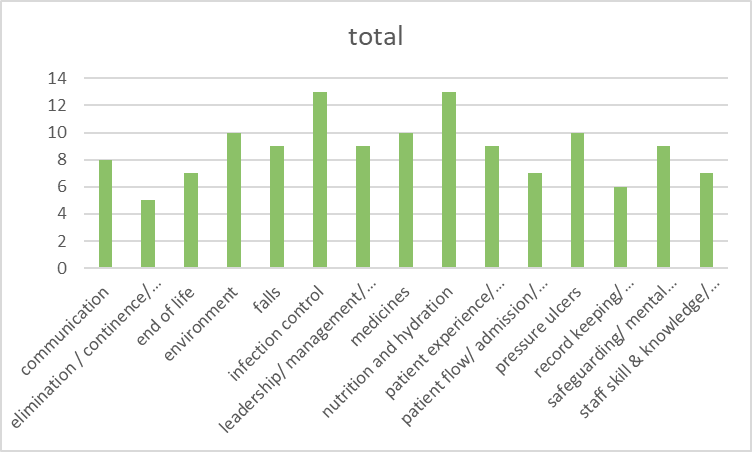 total
14
12
10
8
6
4
2
0
communication
elimination / continence/…
end of life
environment
falls
infection control
leadership/ management/…
medicines
nutrition and hydration
patient experience/…
patient flow/ admission/…
pressure ulcers
record keeping/…
safeguarding/ mental…
staff skill & knowledge/…